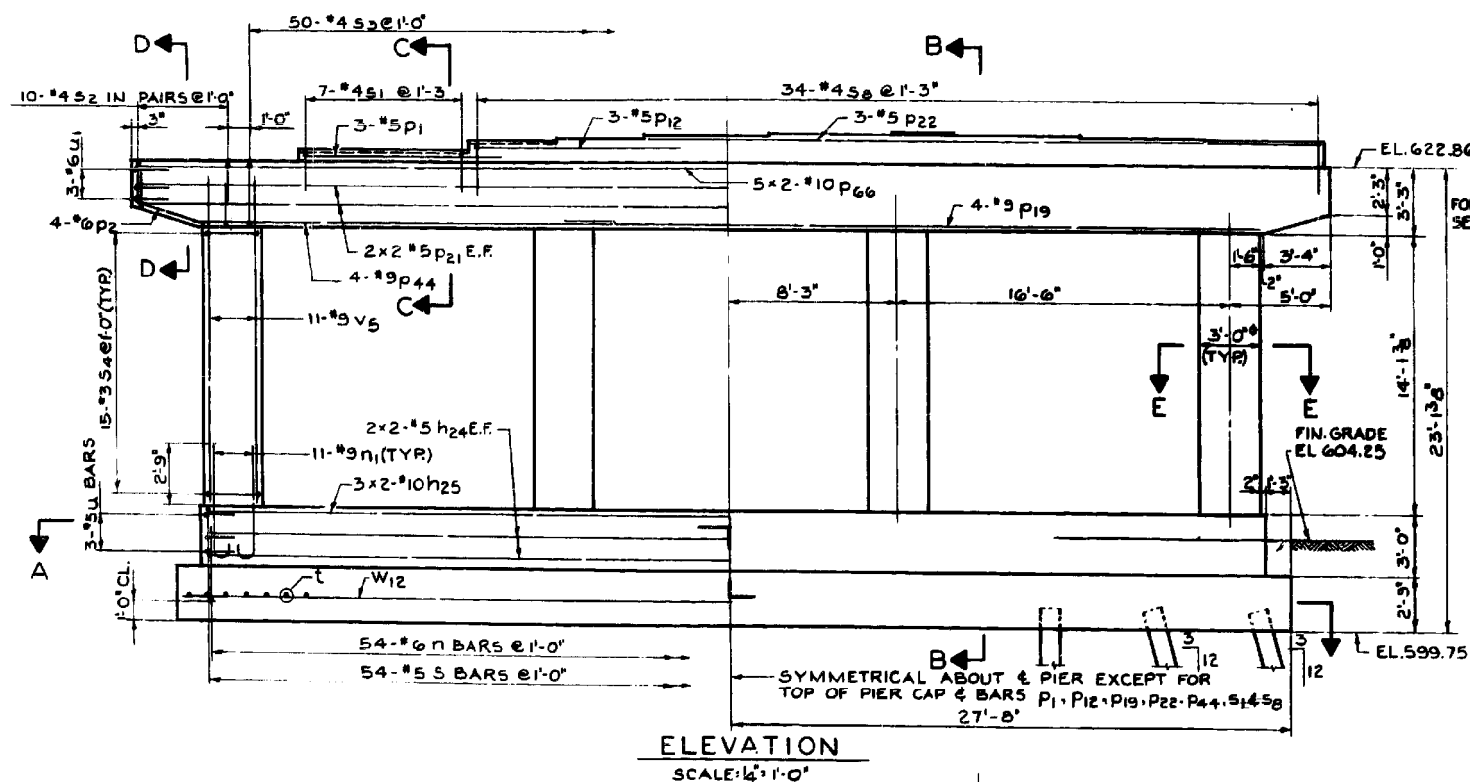 50-#4 S3 @ 1'-0"
D
C
B
10-#4 S2 IN PAIRS @ 1'-0"
7-#4 S1 @ 1'-3
34-#4 S8 @ 1'-3"
3"
1'-0"
3-#5 P1
3-#5 P12
3-#5 P22
3-#6 U1
EL. 622.86
5 x 2-#10 P66
2'-3"
3'-3"
FO
SE
4-#6 P2
4-#9 P19
2 x 2 #5 P21 E.F.
1'-6"
3'-4"
1'-0"
D
4-#9 P44
2"
C
8'-3"
16'-6"
5'-0"
15-#3 S4 @ 1'-0" (TYP.)
11-#9 V5
3'-0" φ
(TYP.)
14'-1 3/8"
23'-1 3/8"
E
E
2 x 2-#5 h24 E.F.
FIN. GRADE
EL 604.25
2'-9"
11-#9 n1 (TYP.)
3 x 2-#10 h25
2"
1'-3"
3-#5 U BARS
A
3'-0"
t
W12
1'-0" CL.
2'-9"
54-#6 n BARS @ 1'-0"
B
3
12
3
12
EL. 599.75
54-#5 S BARS @ 1'-0"
SYMMETRICAL ABOUT ℄ PIER EXCEPT FOR
TOP OF PIER CAP & BARS P1, P12, P19, P22, P44, S1 & S8
27'-8"
ELEVATION
SCALE: 1/4" = 1'-0"